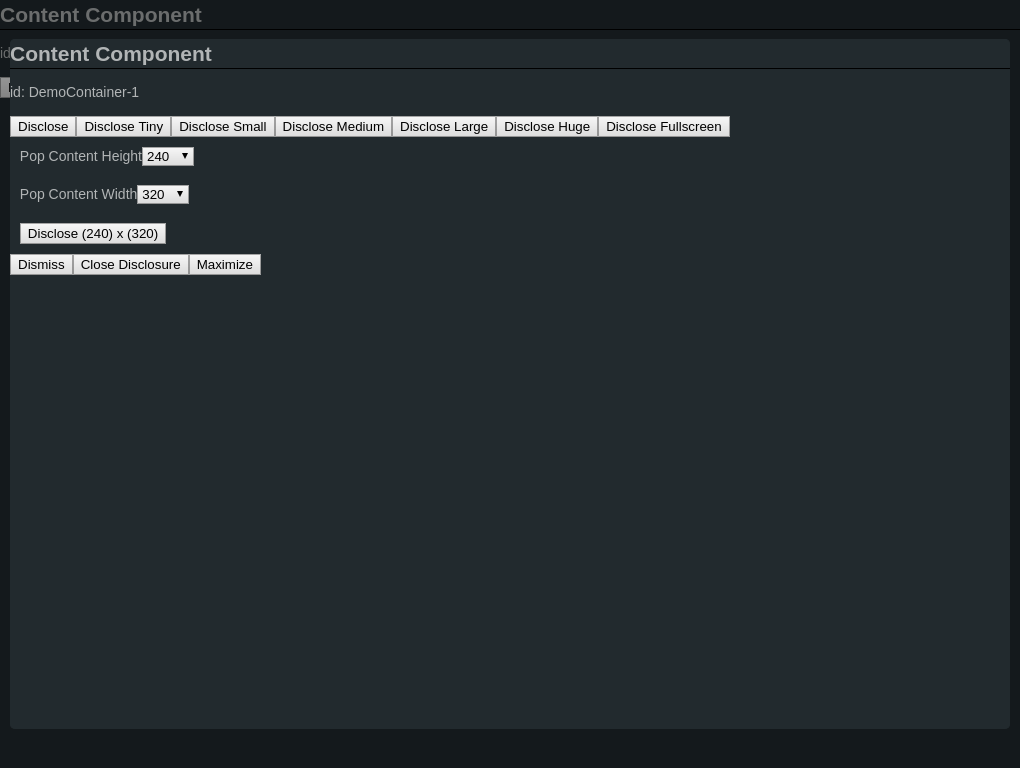 Content Component
id
Content Component
id: DemoContainer-1
Disclose Disclose Tiny Disclose Small Disclose Medium Disclose Large Disclose Huge Disclose Fullscreen
Pop Content Height 240
Pop Content Width 320
Disclose (240) x (320)
Dismiss Close Disclosure Maximize